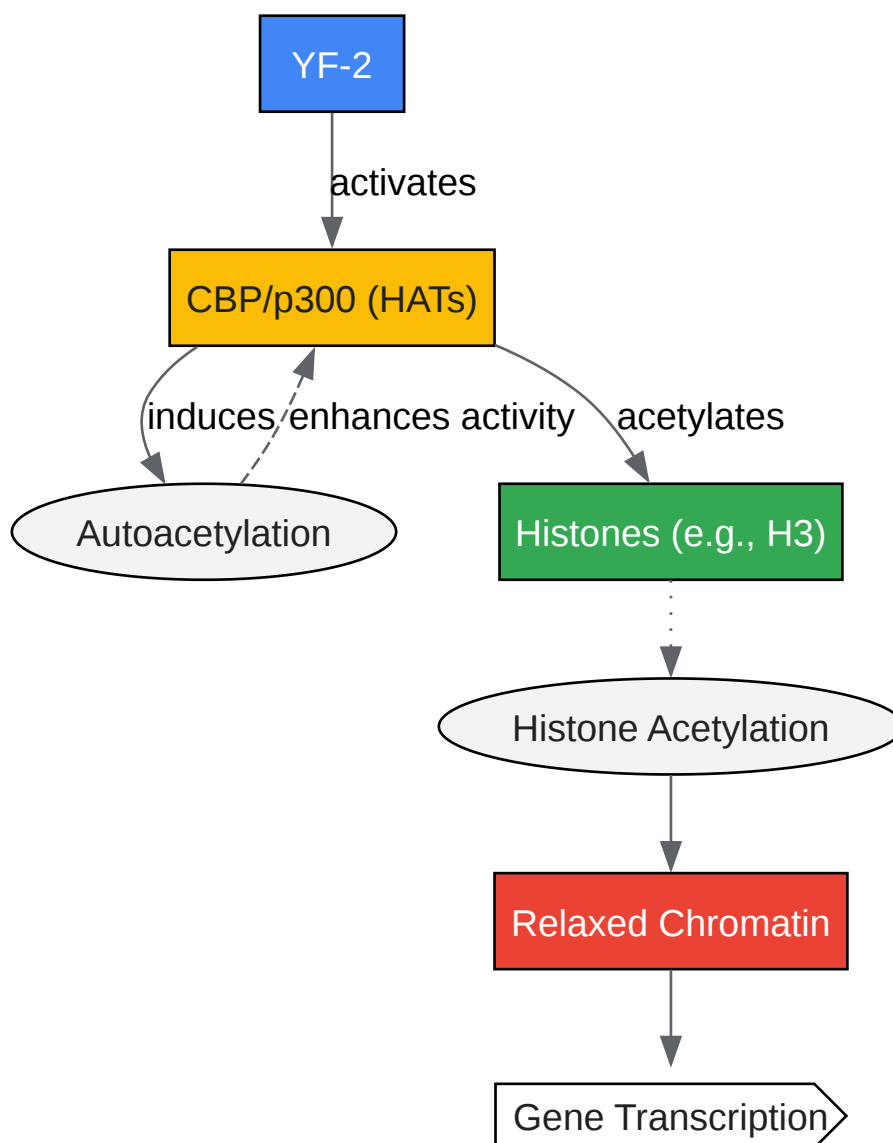 YF-2
activates
CBP/p300 (HATs)
induces
enhances activity
acetylates
Autoacetylation
Histones (e.g., H3)
Histone Acetylation
Relaxed Chromatin
Gene Transcription